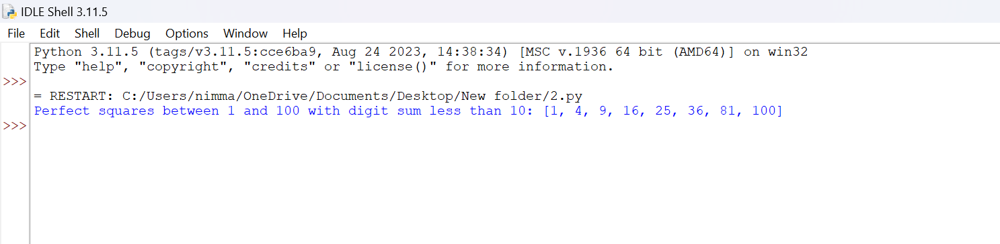 IDLE Shell 3.11.5
File Edit Shell Debug Options Window Help
Python 3.11.5 (tags/v3.11.5:cce6ba9, Aug 24 2023, 14:38:34) [MSC v.1936 64 bit (AMD64)] on win32
Type "help", "copyright", "credits" or "license()" for more information.
>>>
= RESTART: C:/Users/nimma/OneDrive/Documents/Desktop/New folder/2.py
Perfect squares between 1 and 100 with digit sum less than 10: [1, 4, 9, 16, 25, 36, 81, 100]
>>>